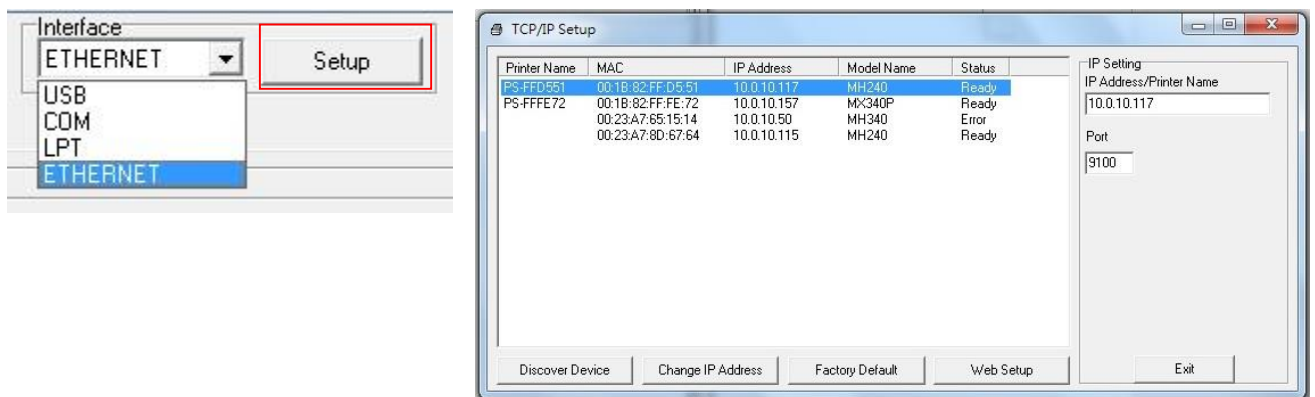 Interface
ETHERNET
Setup
USB
COM
LPT
ETHERNET
TCP/IP Setup
Printer Name MAC IP Address Model Name Status
PS-FFD551 00:1B:82:FF:D5:51 10.0.10.117 MH240 Ready
PS-FFFE72 00:1B:82:FF:FE:72 10.0.10.157 MX340P Ready
00:23:A7:65:15:14 10.0.10.50 MH340 Error
00:23:A7:8D:67:64 10.0.10.115 MH240 Ready
IP Setting
IP Address/Printer Name
10.0.10.117
Port
9100
Discover Device Change IP Address Factory Default Web Setup Exit